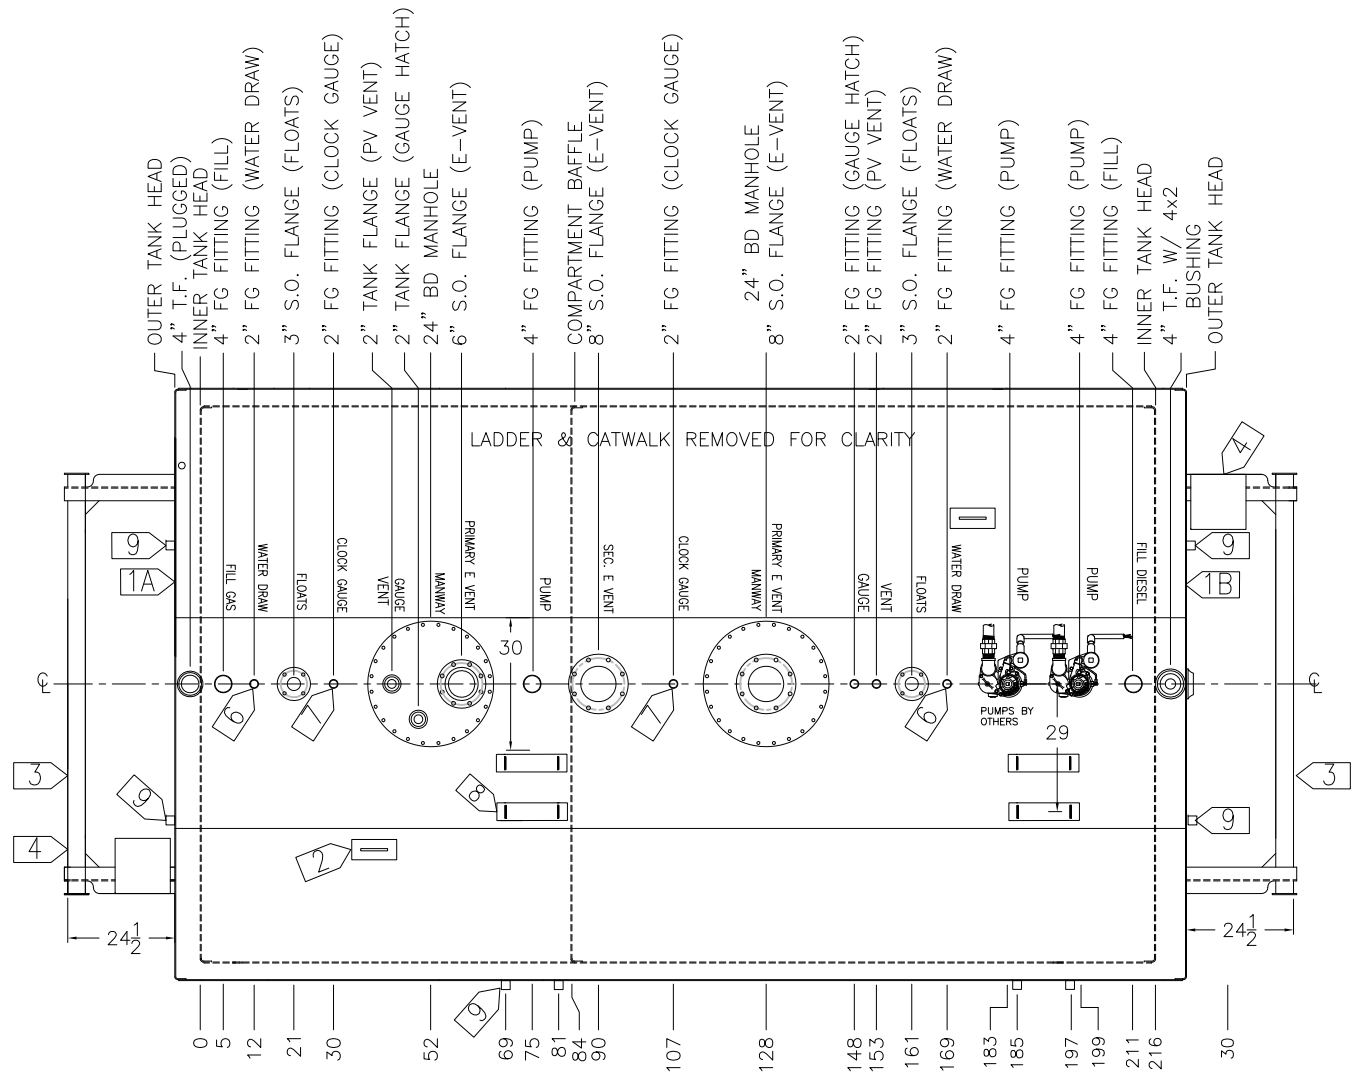 OUTER TANK HEAD
4" T.F. (PLUGGED)
INNER TANK HEAD
4" FG FITTING (FILL)
2" FG FITTING (WATER DRAW)
3" S.O. FLANGE (FLOATS)
2" FG FITTING (CLOCK GAUGE)
2" TANK FLANGE (PV VENT)
2" TANK FLANGE (GAUGE HATCH)
24" BD MANHOLE
6" S.O. FLANGE (E-VENT)
4" FG FITTING (PUMP)
COMPARTMENT BAFFLE
8" S.O. FLANGE (E-VENT)
2" FG FITTING (CLOCK GAUGE)
24" BD MANHOLE
8" S.O. FLANGE (E-VENT)
2" FG FITTING (GAUGE HATCH)
2" FG FITTING (PV VENT)
3" S.O. FLANGE (FLOATS)
2" FG FITTING (WATER DRAW)
4" FG FITTING (PUMP)
4" FG FITTING (PUMP)
4" FG FITTING (FILL)
INNER TANK HEAD
4" T.F. W/ 4x2
BUSHING
OUTER TANK HEAD
LADDER & CATWALK REMOVED FOR CLARITY
4
9
9
1A
1B
FILL GAS
WATER DRAW
FLOATS
CLOCK GAUGE
VENT
GAUGE
MANWAY
PRIMARY E VENT
PUMP
SEC. E VENT
CLOCK GAUGE
MANWAY
PRIMARY E VENT
GAUGE
VENT
FLOATS
WATER DRAW
PUMP
PUMP
FILL DIESEL
30
CL
CL
6
7
7
6
PUMPS BY
OTHERS
29
3
3
9
8
9
4
2
24 1/2
24 1/2
9
0
5
12
21
30
52
69
75
81
84
90
107
128
148
153
161
169
183
185
197
199
211
216
30